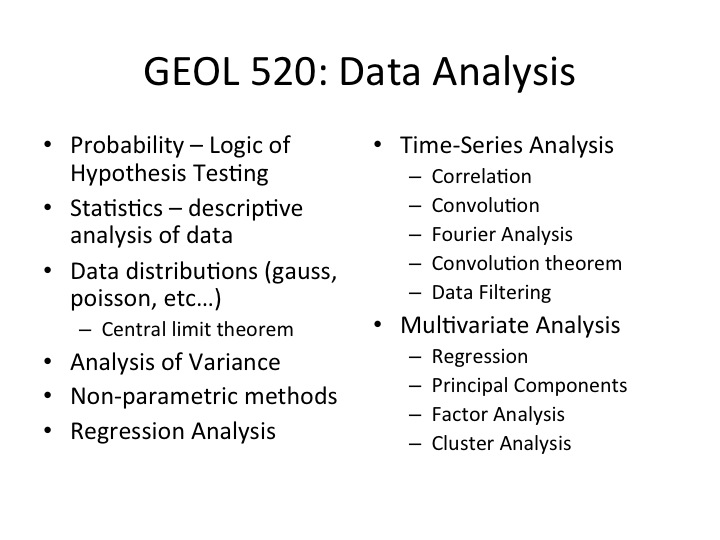 GEOL 520: Data Analysis
• Probability – Logic of
Hypothesis Testing
• Statistics – descriptive
analysis of data
• Data distributions (gauss,
poisson, etc…)
– Central limit theorem
• Analysis of Variance
• Non-parametric methods
• Regression Analysis
• Time-Series Analysis
– Correlation
– Convolution
– Fourier Analysis
– Convolution theorem
– Data Filtering
• Multivariate Analysis
– Regression
– Principal Components
– Factor Analysis
– Cluster Analysis